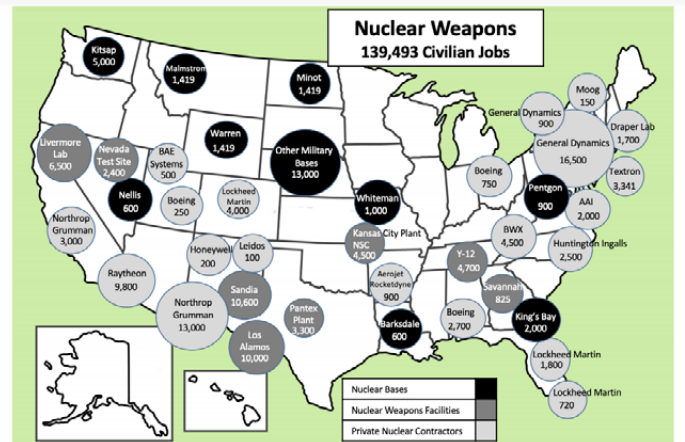 Nuclear Weapons
139,493 Civilian Jobs
Kitsap
5,000
Malmstrom
1,419
Minot
1,419
Moog
150
General Dynamics
900
Draper Lab
1,700
General Dynamics
16,500
Livermore
Lab
6,500
Nevada
Test Site
2,400
BAE
Systems
500
Warren
1,419
Other Military
Bases
13,000
Boeing
750
Textron
3,341
Nellis
600
Boeing
250
Lockheed
Martin
4,000
Whiteman
1,000
Pentgon
900
AAI
2,000
Northrop
Grumman
3,000
Kansas City Plant
NSC
4,500
BWX
4,500
Huntington Ingalls
2,500
Honeywell
200
Leidos
100
Raytheon
9,800
Sandia
10,600
Aerojet
Rocketdyne
900
Y-12
4,700
Savannah
825
Northrop
Grumman
13,000
Pantex
Plant
3,300
Barksdale
600
Boeing
2,700
King's Bay
2,000
Los
Alamos
10,000
Lockheed Martin
1,800
Lockheed Martin
720
Nuclear Bases
Nuclear Weapons Facilities
Private Nuclear Contractors